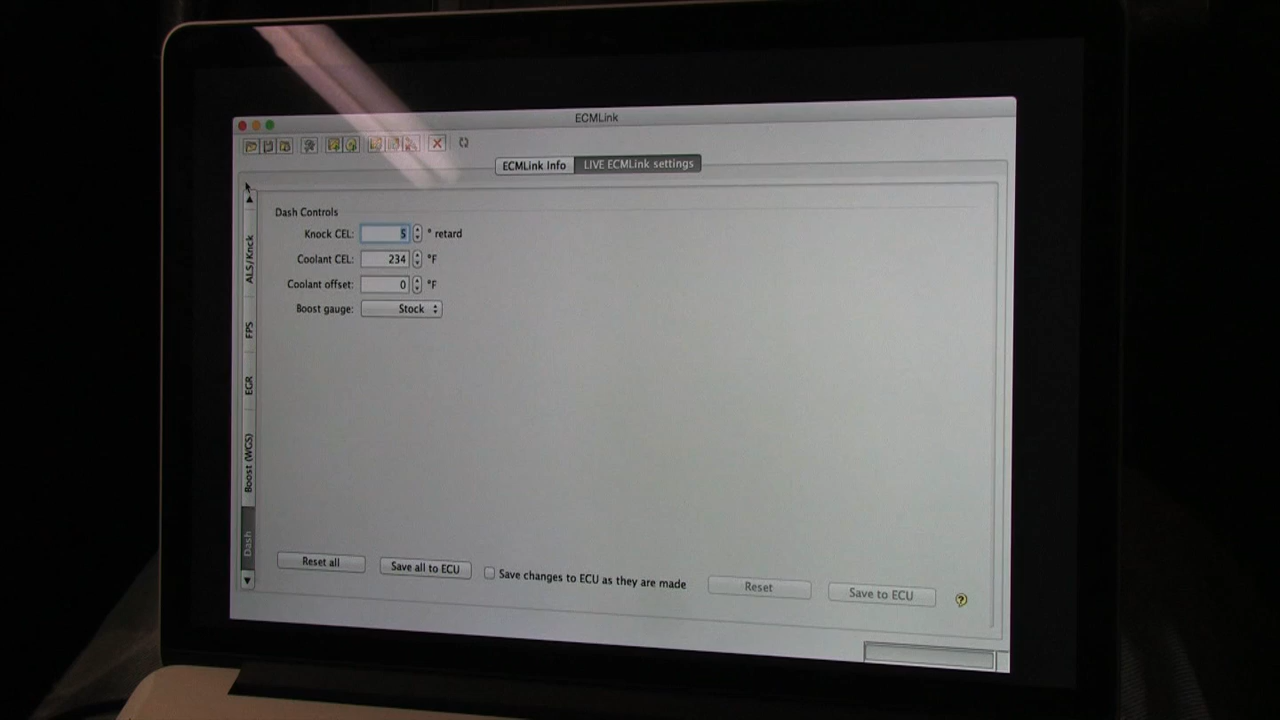 ECMLink
ECMLink Info LIVE ECMLink settings
Dash Controls
Knock CEL: 5 ° retard
Coolant CEL: 234 °F
Coolant offset: 0 °F
Boost gauge: Stock
ALS/Knck
FPS
EGR
Boost (WGS)
Dash
Reset all Save all to ECU Save changes to ECU as they are made Reset Save to ECU ?